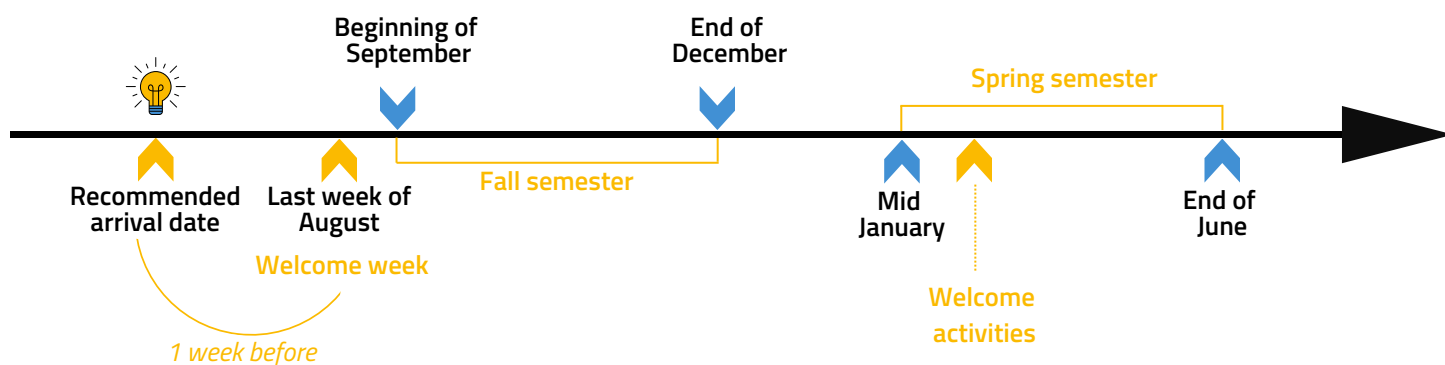 Beginning of
September
End of
December
Spring semester
Fall semester
Recommended
arrival date
Last week of
August
Welcome week
1 week before
Mid
January
Welcome
activities
End of
June